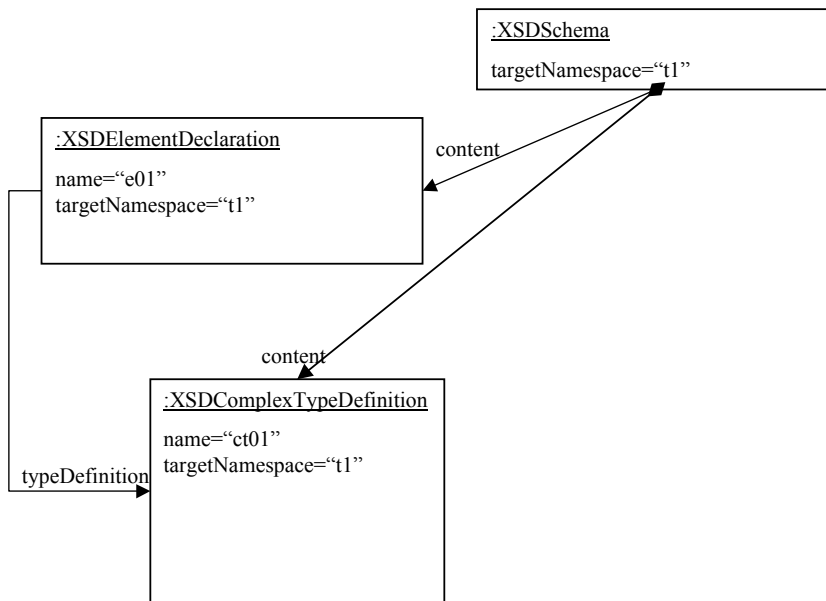 :XSDSchema
targetNamespace=“t1”
:XSDElementDeclaration
name=“e01”
targetNamespace=“t1”
content
content
:XSDComplexTypeDefinition
name=“ct01”
targetNamespace=“t1”
typeDefinition